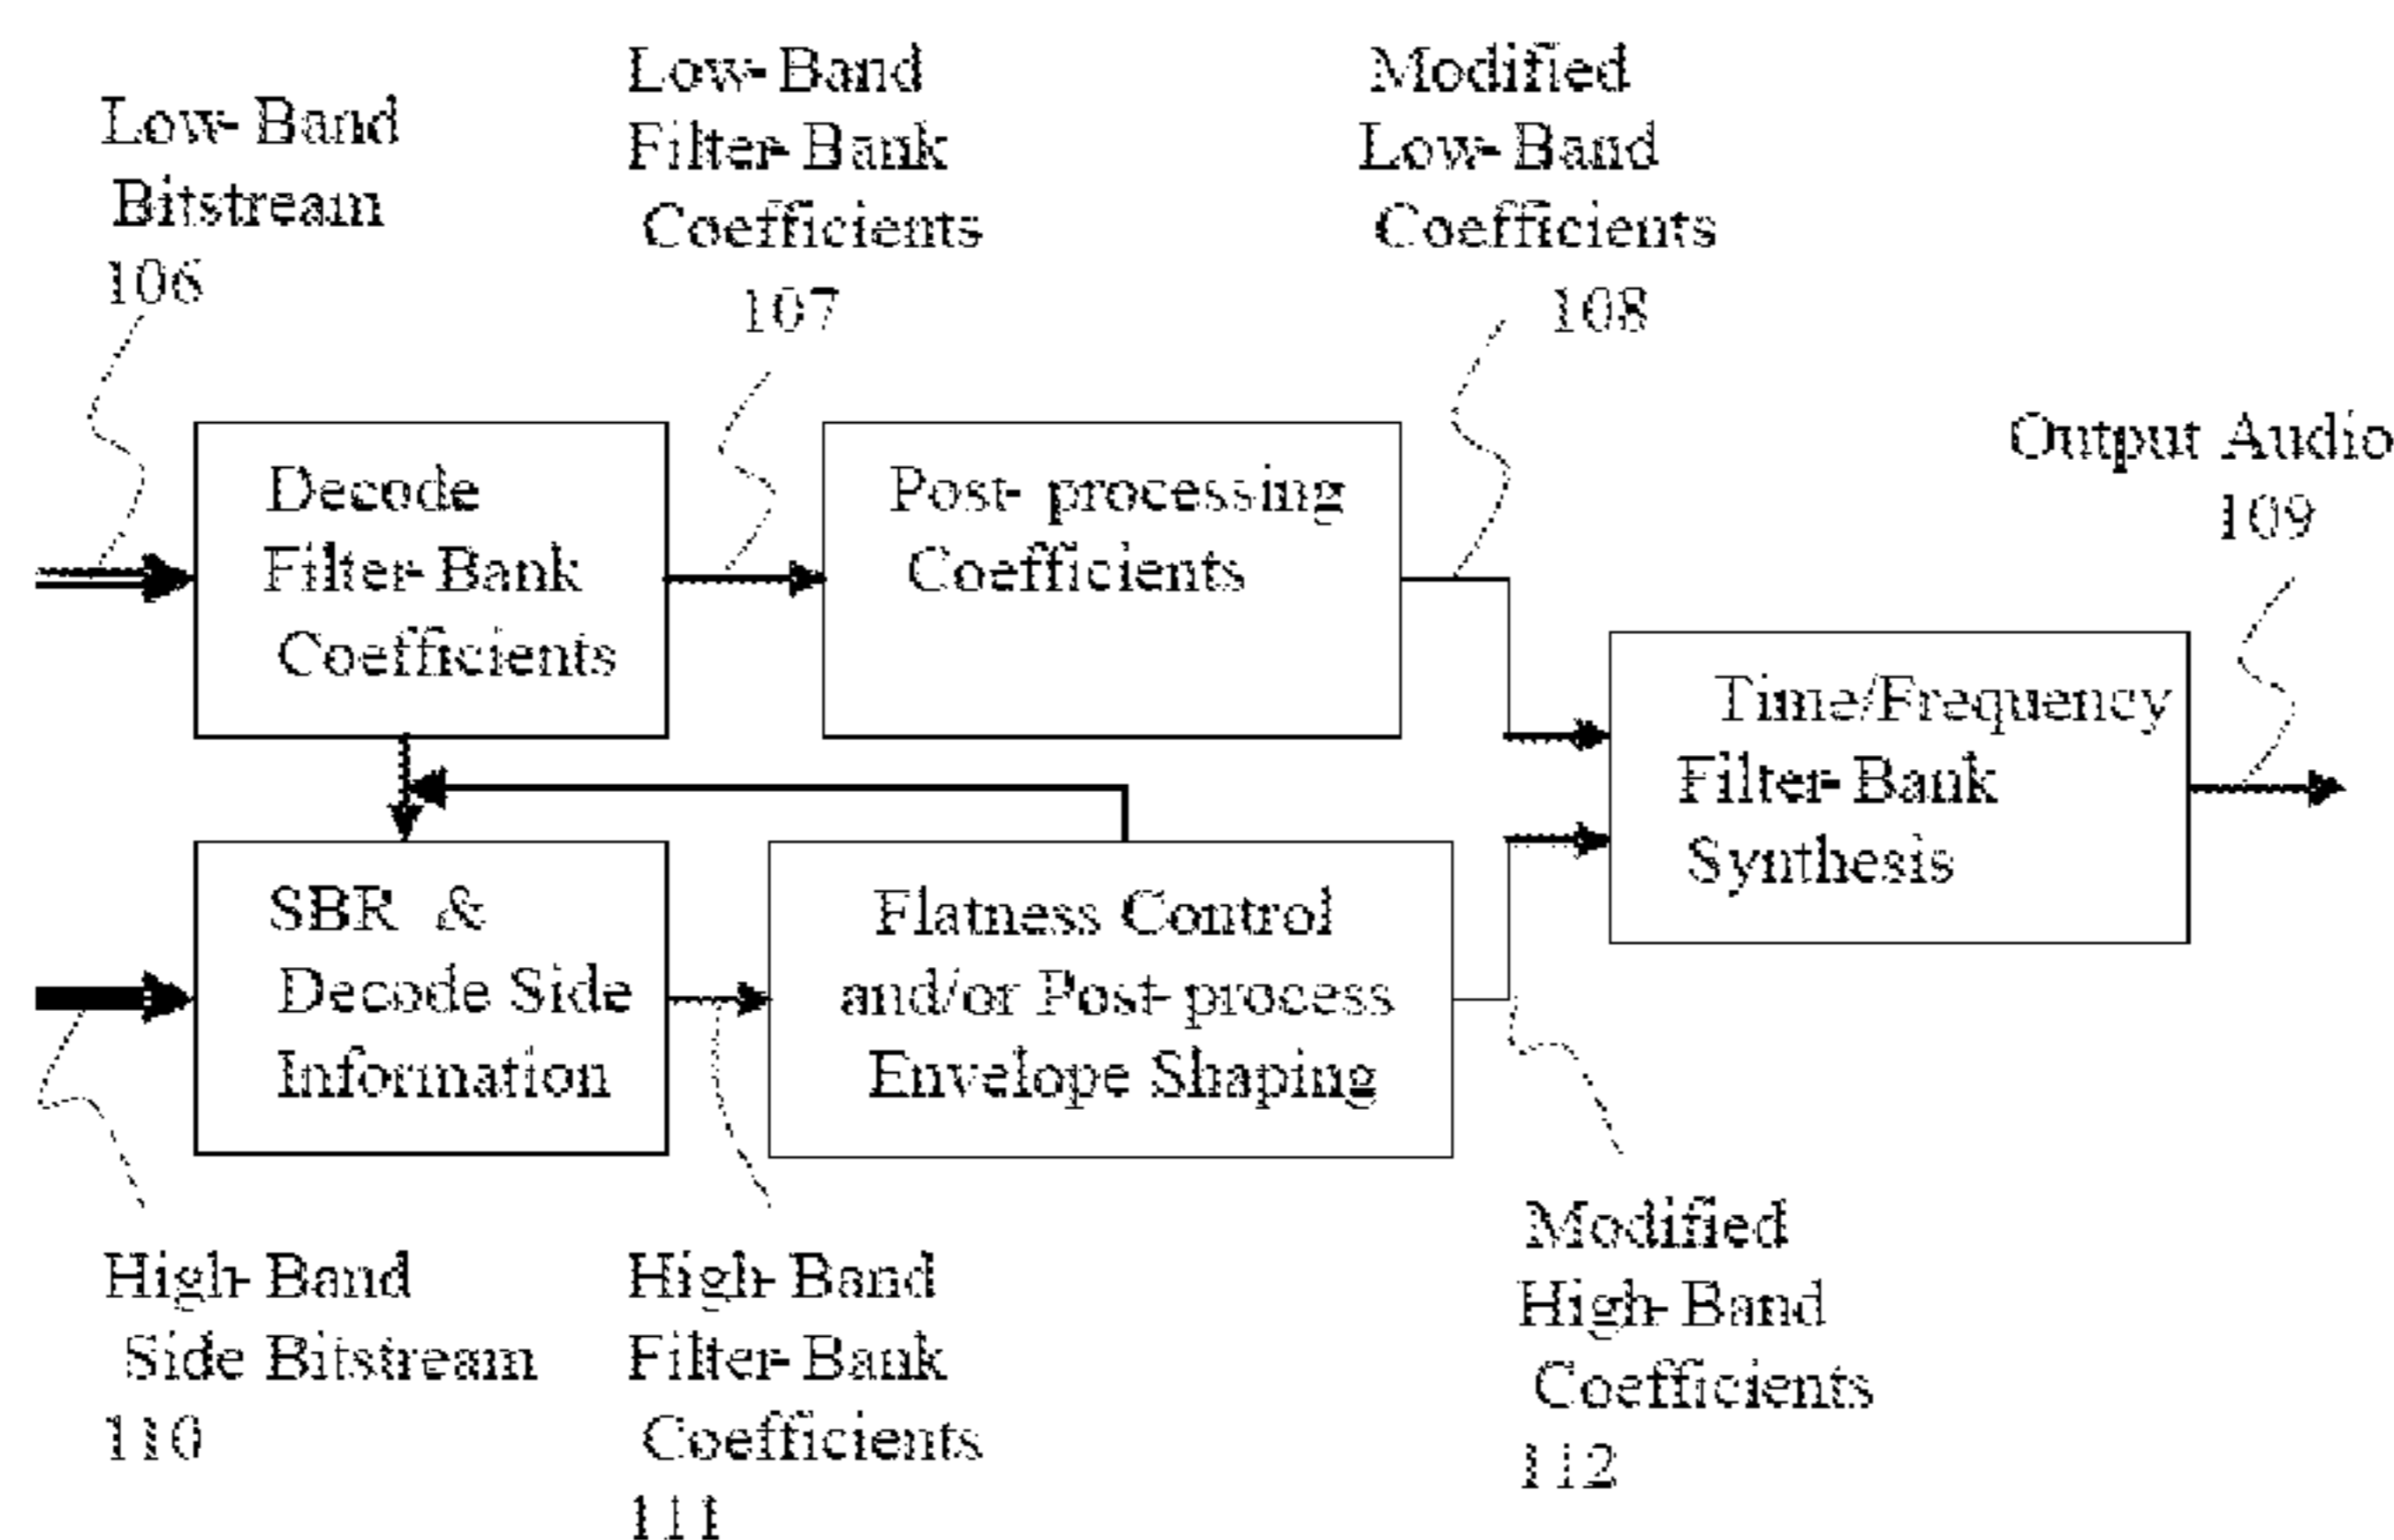 Low-Band
Bitstream
106
Low-Band
Filter-Bank
Coefficients
107
Modified
Low-Band
Coefficients
108
Output Audio
109
Decode
Filter-Bank
Coefficients
Post- processing
Coefficients
Time/Frequency
Filter-Bank
Synthesis
SBR &
Decode Side
Information
Flatness Control
and/or Post- process
Envelope Shaping
High-Band
Side Bitstream
110
High-Band
Filter-Bank
Coefficients
111
Modified
High-Band
Coefficients
112